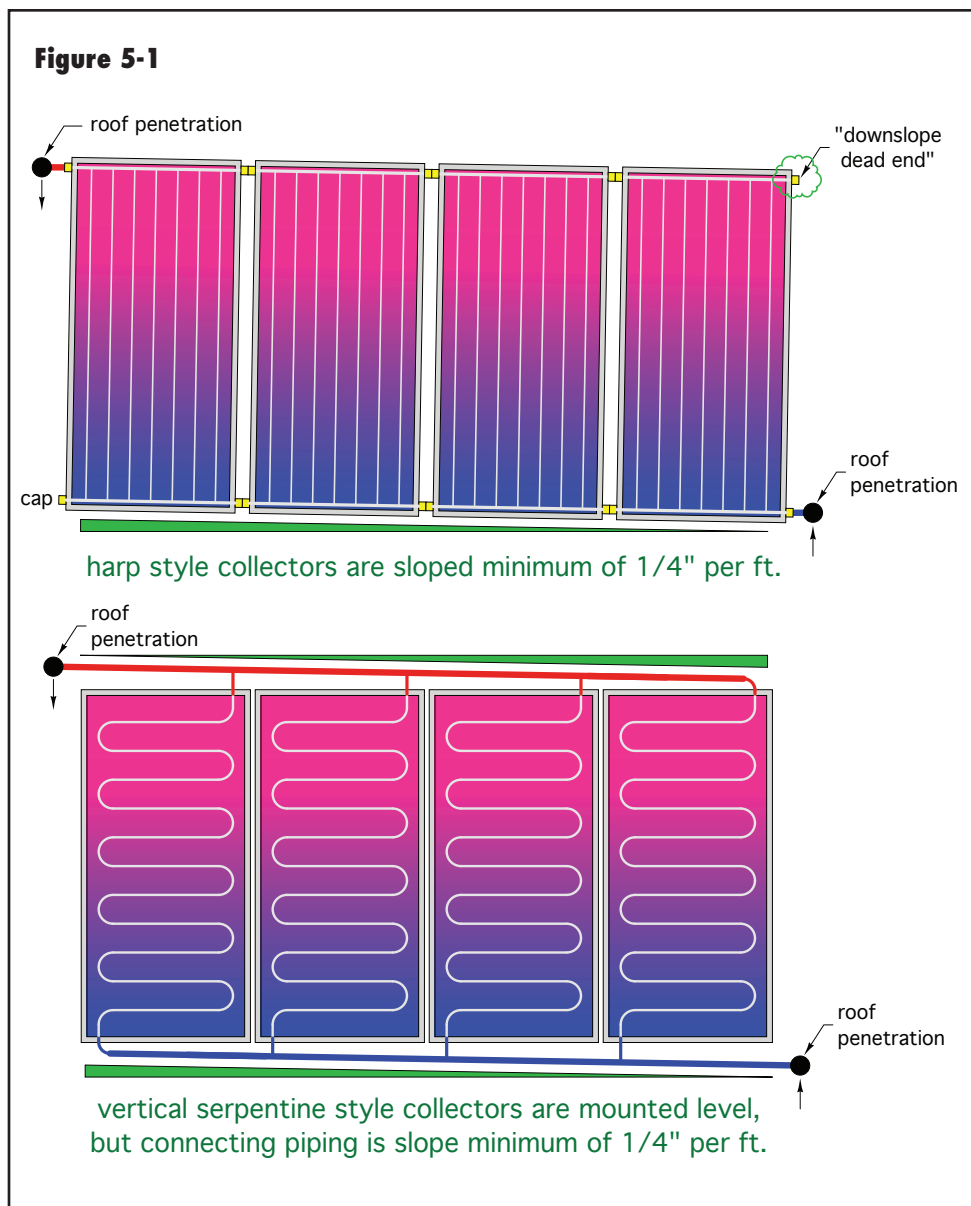 Figure 5-1
roof penetration
"downslope
dead end"
cap
roof
penetration
harp style collectors are sloped minimum of 1/4" per ft.
roof
penetration
roof
penetration
vertical serpentine style collectors are mounted level,
but connecting piping is slope minimum of 1/4" per ft.